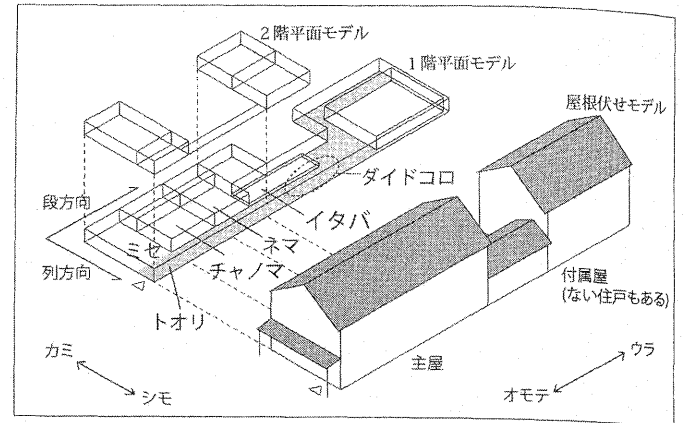 2階平面モデル
1階平面モデル
屋根伏せモデル
ダイドコロ
段方向
イタバ
ネマ
ミセ
チャノマ
列方向
トオリ
付属屋
(ない住戸もある)
カミ
シモ
主屋
ウラ
オモテ